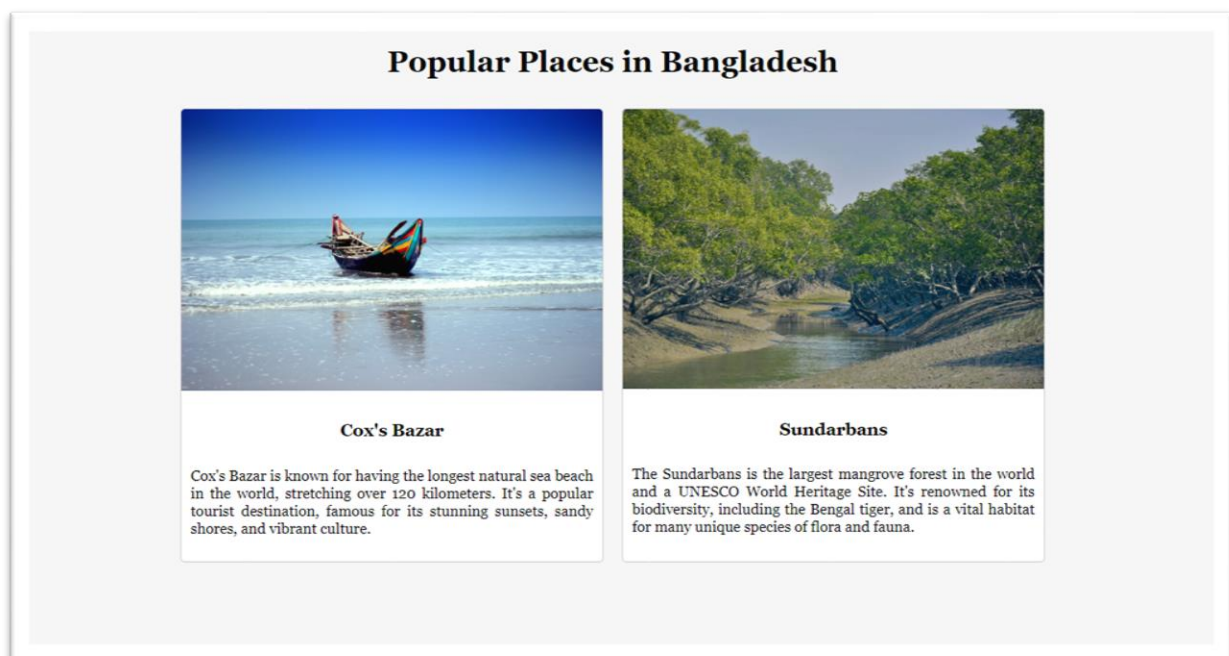 Popular Places in Bangladesh
Cox's Bazar
Cox's Bazar is known for having the longest natural sea beach
in the world, stretching over 120 kilometers. It's a popular
tourist destination, famous for its stunning sunsets, sandy
shores, and vibrant culture.
Sundarbans
The Sundarbans is the largest mangrove forest in the world
and a UNESCO World Heritage Site. It's renowned for its
biodiversity, including the Bengal tiger, and is a vital habitat
for many unique species of flora and fauna.